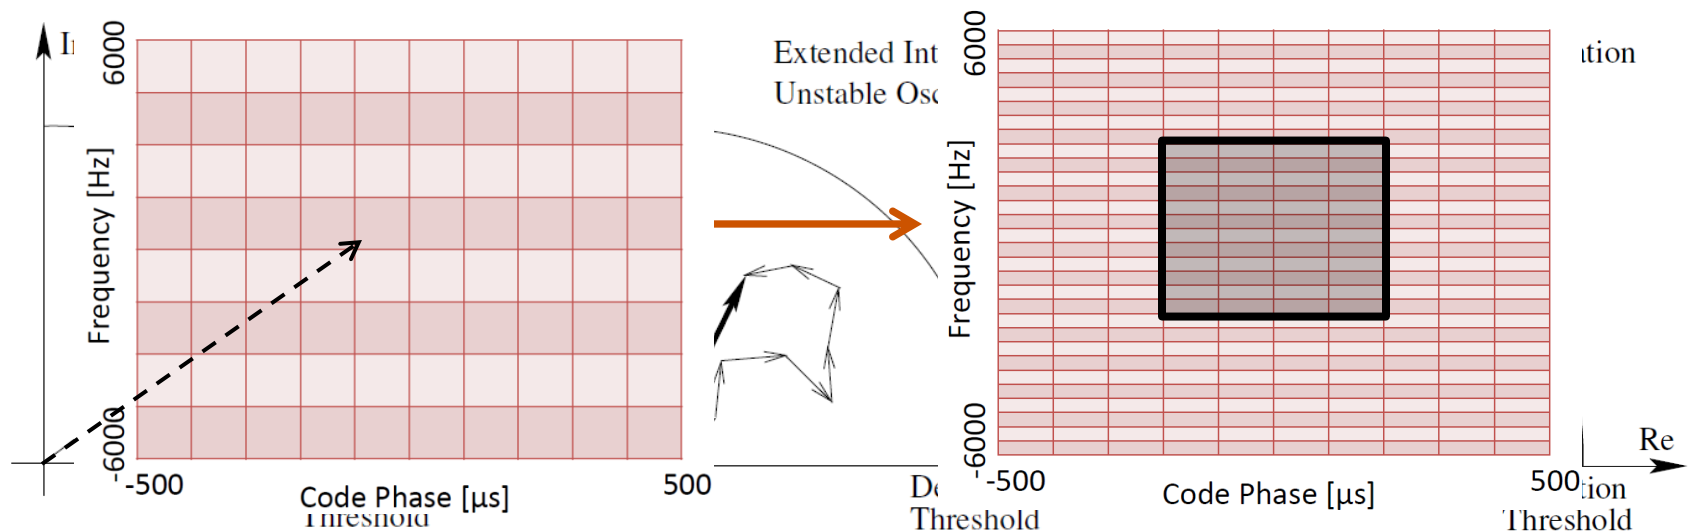 6000
Frequency [Hz]
-6000
-500
Code Phase [µs]
500
Threshold
Extended Int
Unstable Osc
Threshold
6000
Frequency [Hz]
-6000
-500
Code Phase [µs]
500
Re
Threshold